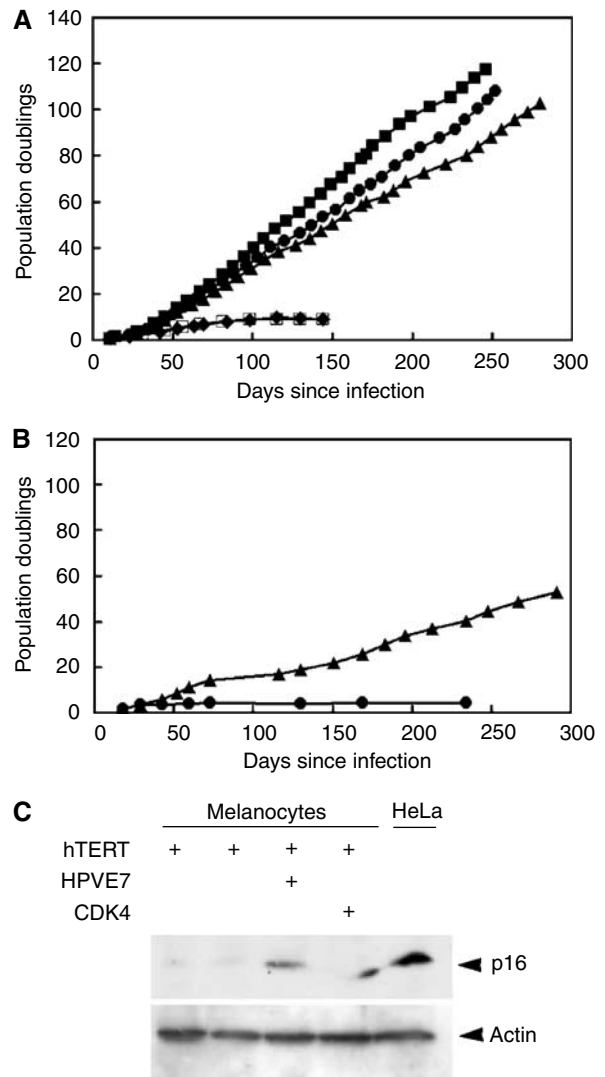 A
140
120
100
80
60
40
20
0
Population doublings
0 50 100 150 200 250 300
Days since infection
B
120
100
80
60
40
20
0
Population doublings
0 50 100 150 200 250 300
Days since infection
C
Melanocytes HeLa
hTERT + + + +
HPVE7 +
CDK4 +
p16
Actin